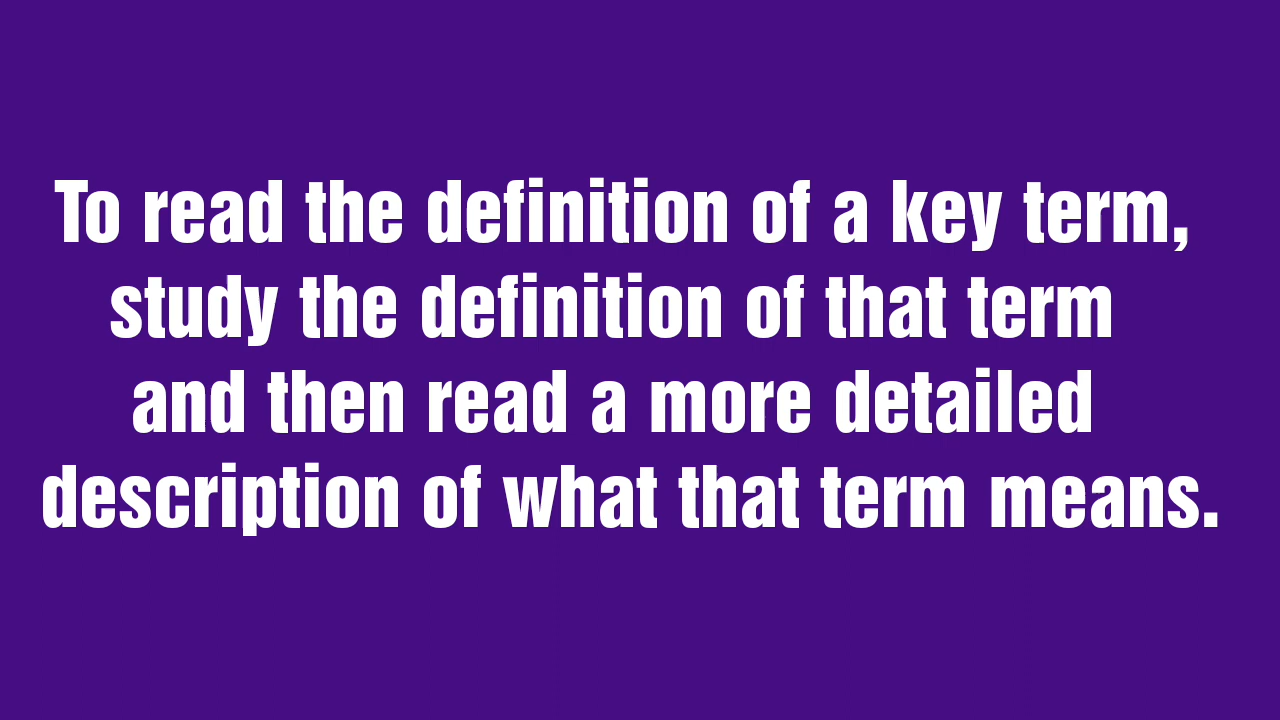 To read the definition of a key term,
study the definition of that term
and then read a more detailed
description of what that term means.